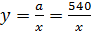 y = a/x = 540/x